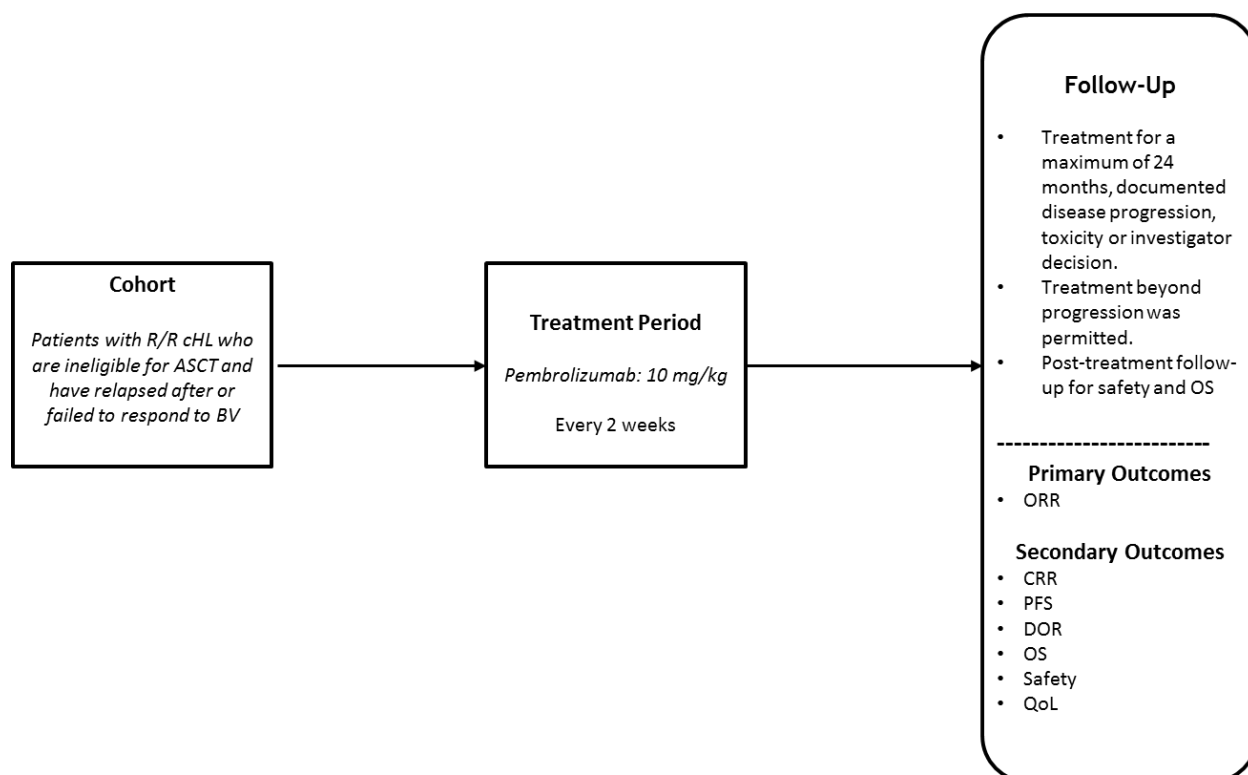 Cohort
Patients with R/R cHL who
are ineligible for ASCT and
have relapsed after or
failed to respond to BV
Treatment Period
Pembrolizumab: 10 mg/kg
Every 2 weeks
Follow-Up
• Treatment for a
maximum of 24
months, documented
disease progression,
toxicity or investigator
decision.
• Treatment beyond
progression was
permitted.
• Post-treatment follow-
up for safety and OS
-------------------------
Primary Outcomes
• ORR
Secondary Outcomes
• CRR
• PFS
• DOR
• OS
• Safety
• QoL